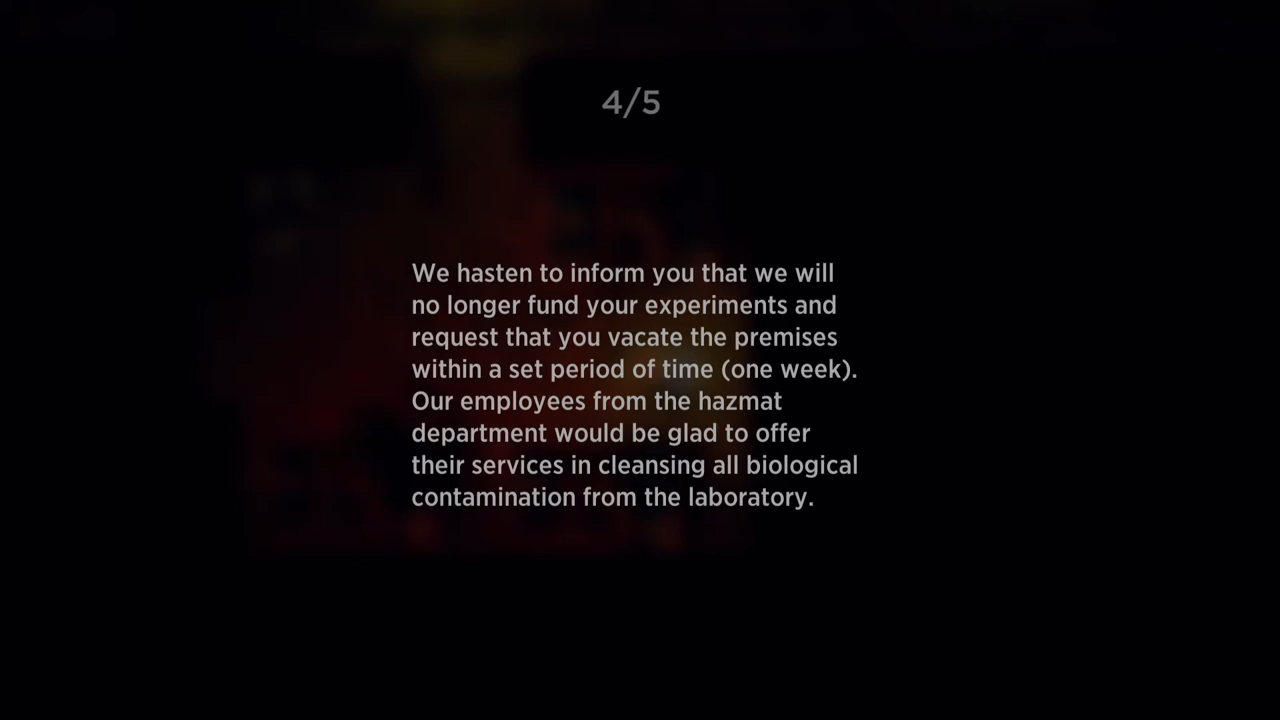 4/5
We hasten to inform you that we will
no longer fund your experiments and
request that you vacate the premises
within a set period of time (one week).
Our employees from the hazmat
department would be glad to offer
their services in cleansing all biological
contamination from the laboratory.